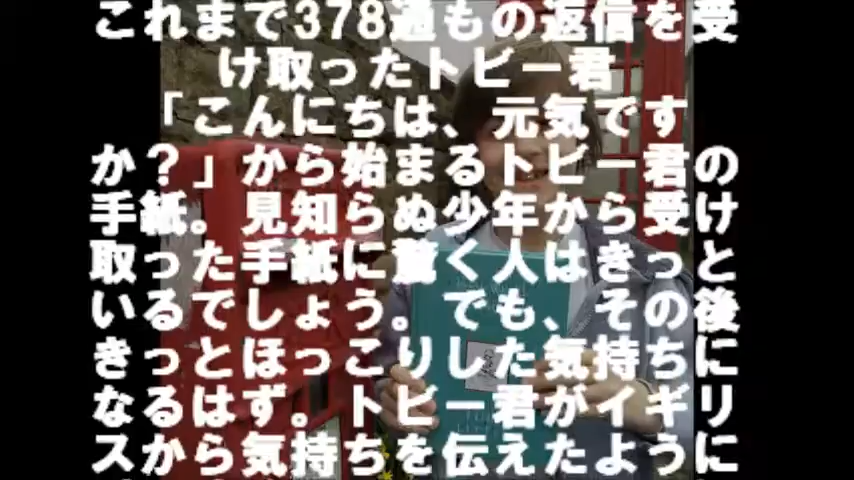 これまで378通もの返信を受
け取ったトビー君
「こんにちは、元気です
か？」から始まるトビー君の
手紙。見知らぬ少年から受け
取った手紙に驚く人はきっと
いるでしょう。でも、その後
きっとほっこりした気持ちに
なるはず。トビー君がイギリ
スから気持ちを伝えたように